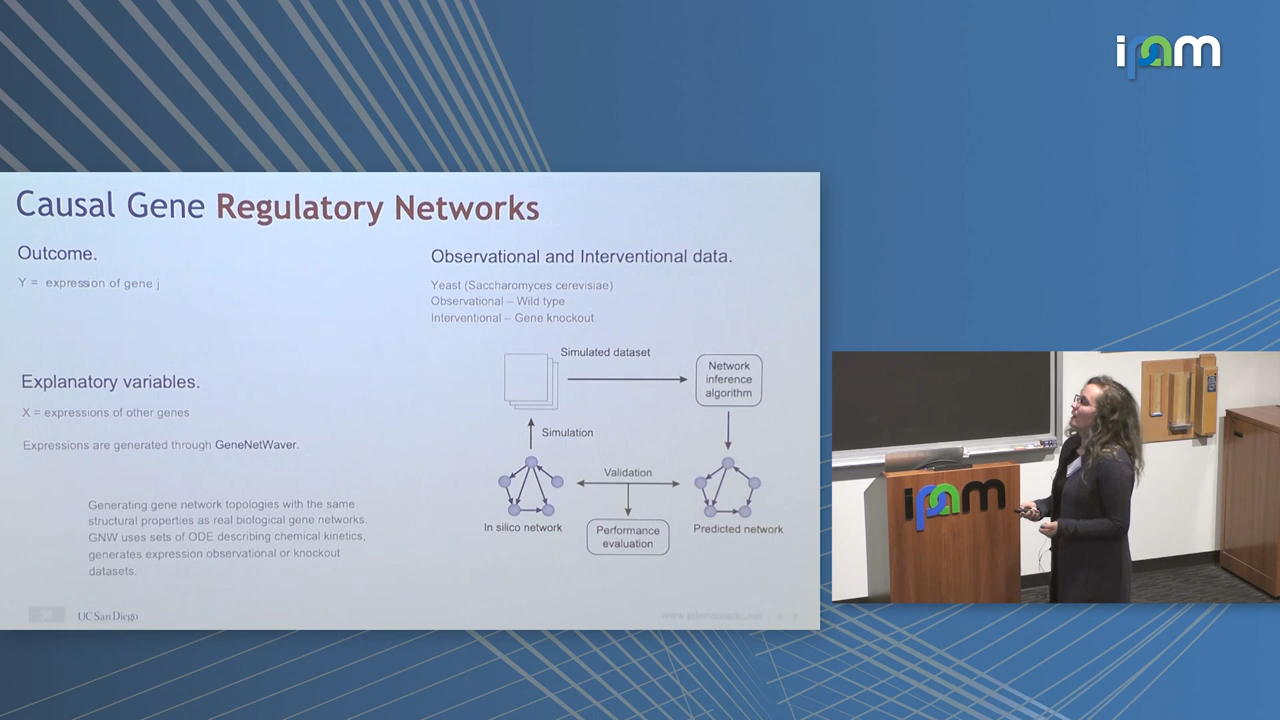 ipam
Causal Gene Regulatory Networks
Outcome.
Y = expression of gene j
Explanatory variables.
X = expressions of other genes
Expressions are generated through GeneNetWaver.
Generating gene network topologies with the same
structural properties as real biological gene networks.
GNW uses sets of ODE describing chemical kinetics,
generates expression observational or knockout
datasets.
Observational and Interventional data.
Yeast (Saccharomyces cerevisiae)
Observational – Wild type
Interventional – Gene knockout
Simulated dataset
Network
inference
algorithm
Simulation
Validation
In silico network
Performance
evaluation
Predicted network
UC San Diego
ipam